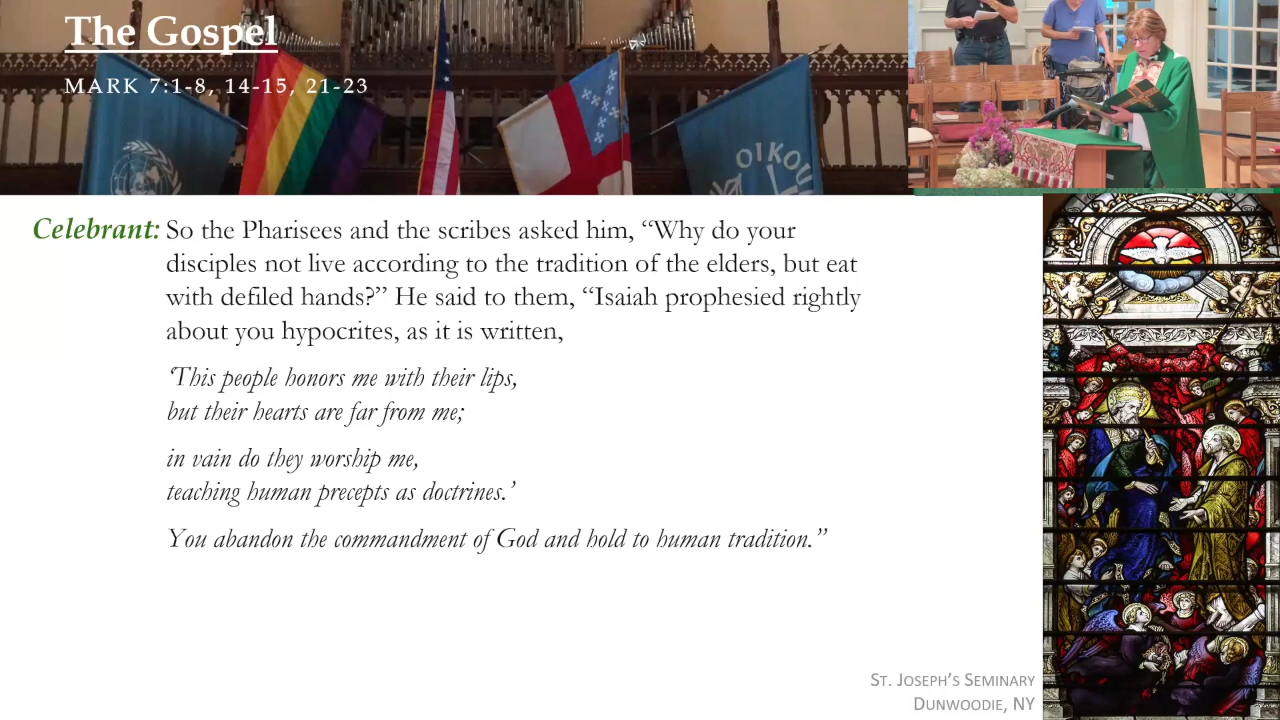 The Gospel
MARK 7:1-8, 14-15, 21-23
OIKOU
Celebrant: So the Pharisees and the scribes asked him, “Why do your
disciples not live according to the tradition of the elders, but eat
with defiled hands?” He said to them, “Isaiah prophesied rightly
about you hypocrites, as it is written,
‘This people honors me with their lips,
but their hearts are far from me;
in vain do they worship me,
teaching human precepts as doctrines.’
You abandon the commandment of God and hold to human tradition.”
ST. JOSEPH’S SEMINARY
DUNWOODIE, NY